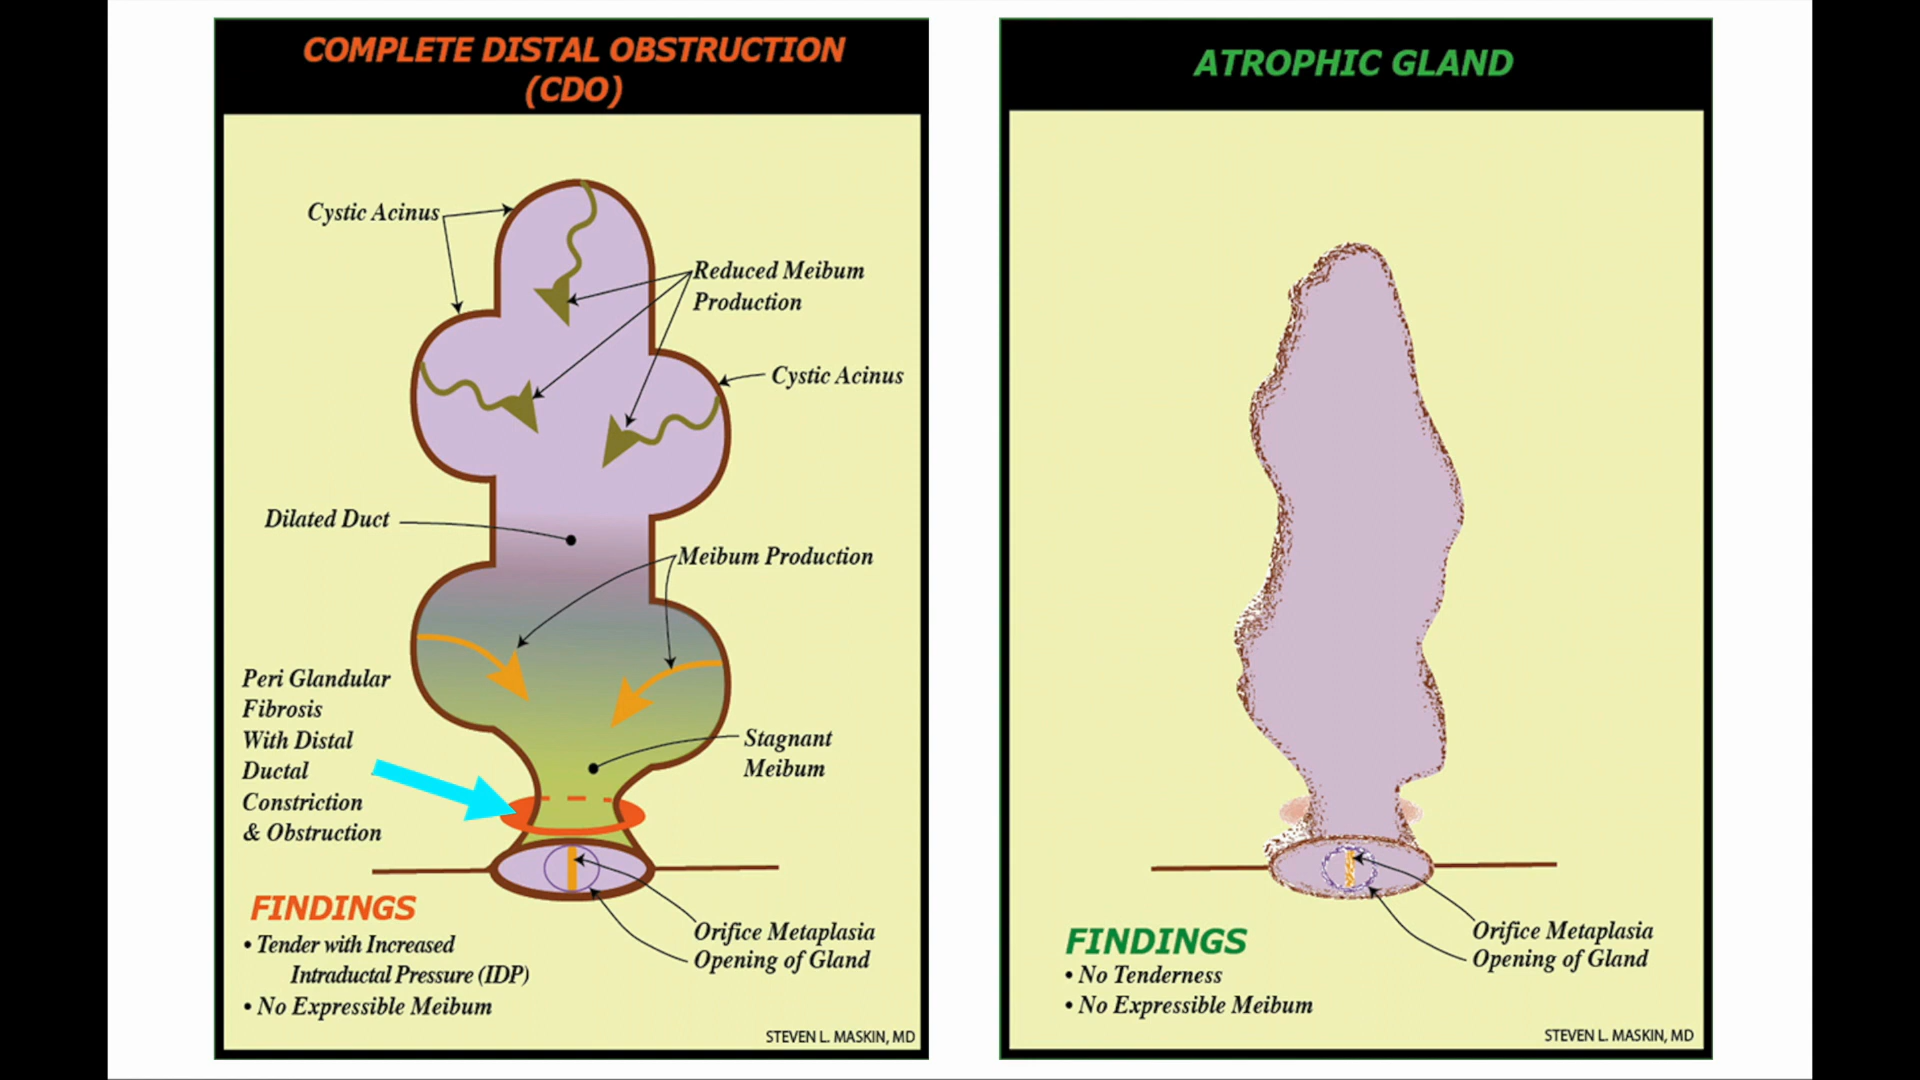 COMPLETE DISTAL OBSTRUCTION
(CDO)
Cystic Acinus
Reduced Meibum
Production
Cystic Acinus
Dilated Duct
Meibum Production
Peri Glandular
Fibrosis
With Distal
Ductal
Constriction
& Obstruction
Stagnant
Meibum
Orifice Metaplasia
Opening of Gland
FINDINGS
• Tender with Increased
Intraductal Pressure (IDP)
• No Expressible Meibum
STEVEN L. MASKIN, MD
ATROPHIC GLAND
Orifice Metaplasia
Opening of Gland
FINDINGS
• No Tenderness
• No Expressible Meibum
STEVEN L. MASKIN, MD